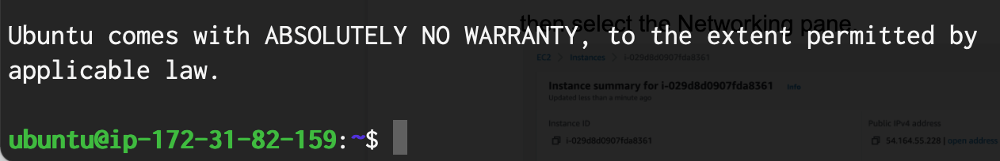 then select the Networking pane
Ubuntu comes with ABSOLUTELY NO WARRANTY, to the extent permitted by
applicable law.
EC2 > Instances > i-029d8d0907fda8361
Instance summary for i-029d8d0907fda8361 Info
Updated less than a minute ago
Instance ID
Public IPv4 address
ubuntu@ip-172-31-82-159:~$
i-029d8d0907fda8361
54.164.55.228 | open address